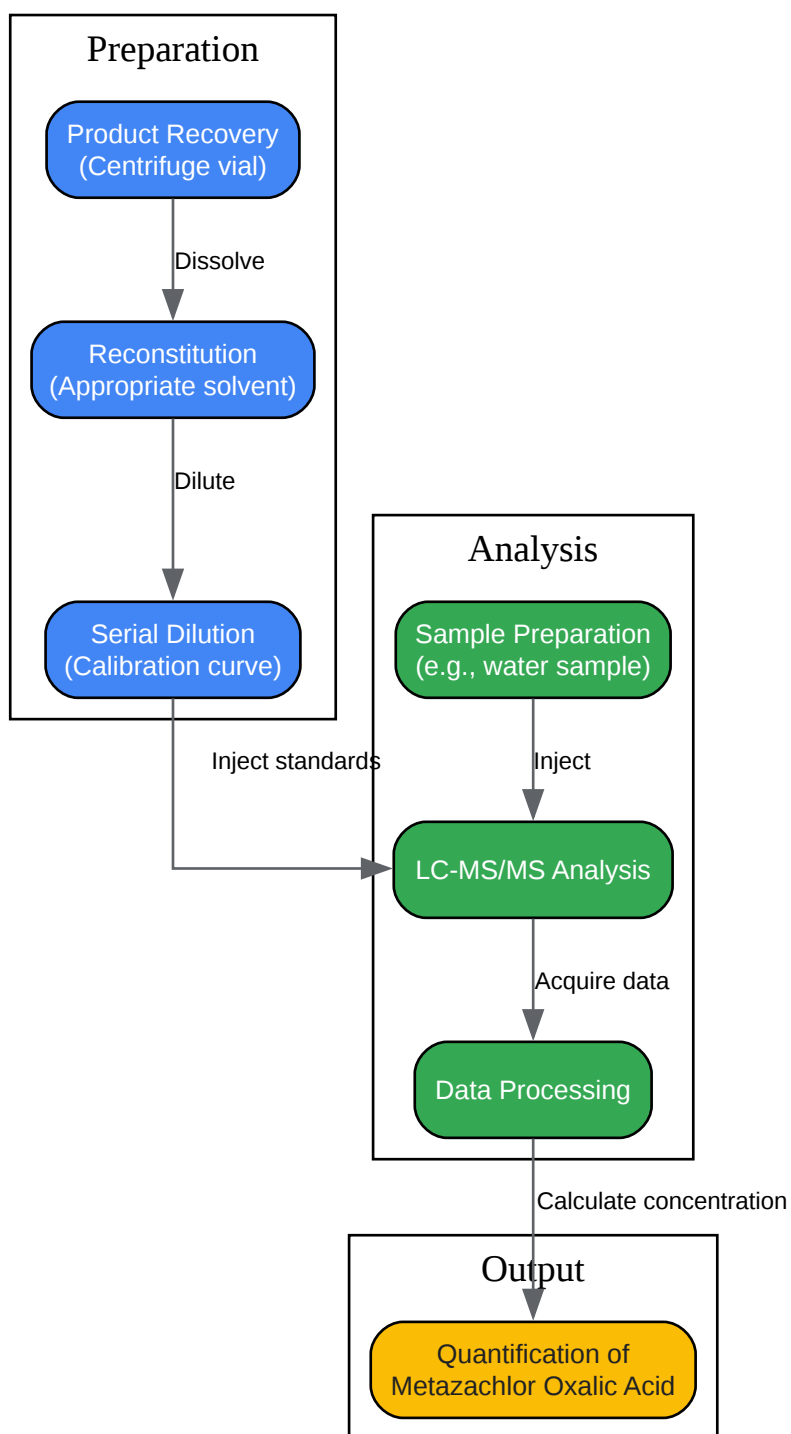 Preparation
Product Recovery
(Centrifuge vial)
Dissolve
Reconstitution
(Appropriate solvent)
Dilute
Serial Dilution
(Calibration curve)
Inject standards
Analysis
Sample Preparation
(e.g., water sample)
Inject
LC-MS/MS Analysis
Acquire data
Data Processing
Calculate concentration
Output
Quantification of
Metazachlor Oxalic Acid